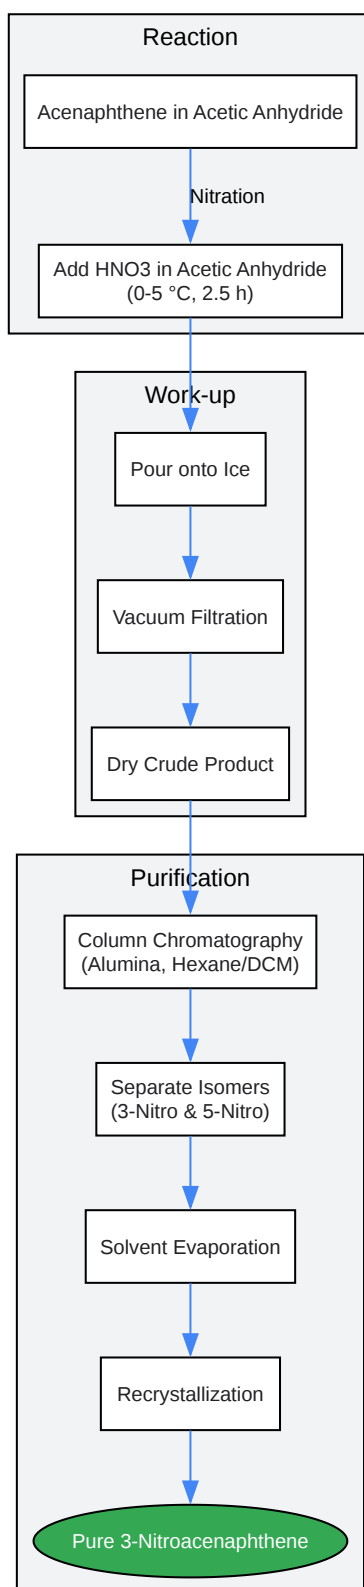 Reaction
Acenaphthene in Acetic Anhydride
Nitration
Add HNO3 in Acetic Anhydride
(0-5 °C, 2.5 h)
Work-up
Pour onto Ice
Vacuum Filtration
Dry Crude Product
Purification
Column Chromatography
(Alumina, Hexane/DCM)
Separate Isomers
(3-Nitro & 5-Nitro)
Solvent Evaporation
Recrystallization
Pure 3-Nitroacenaphthene